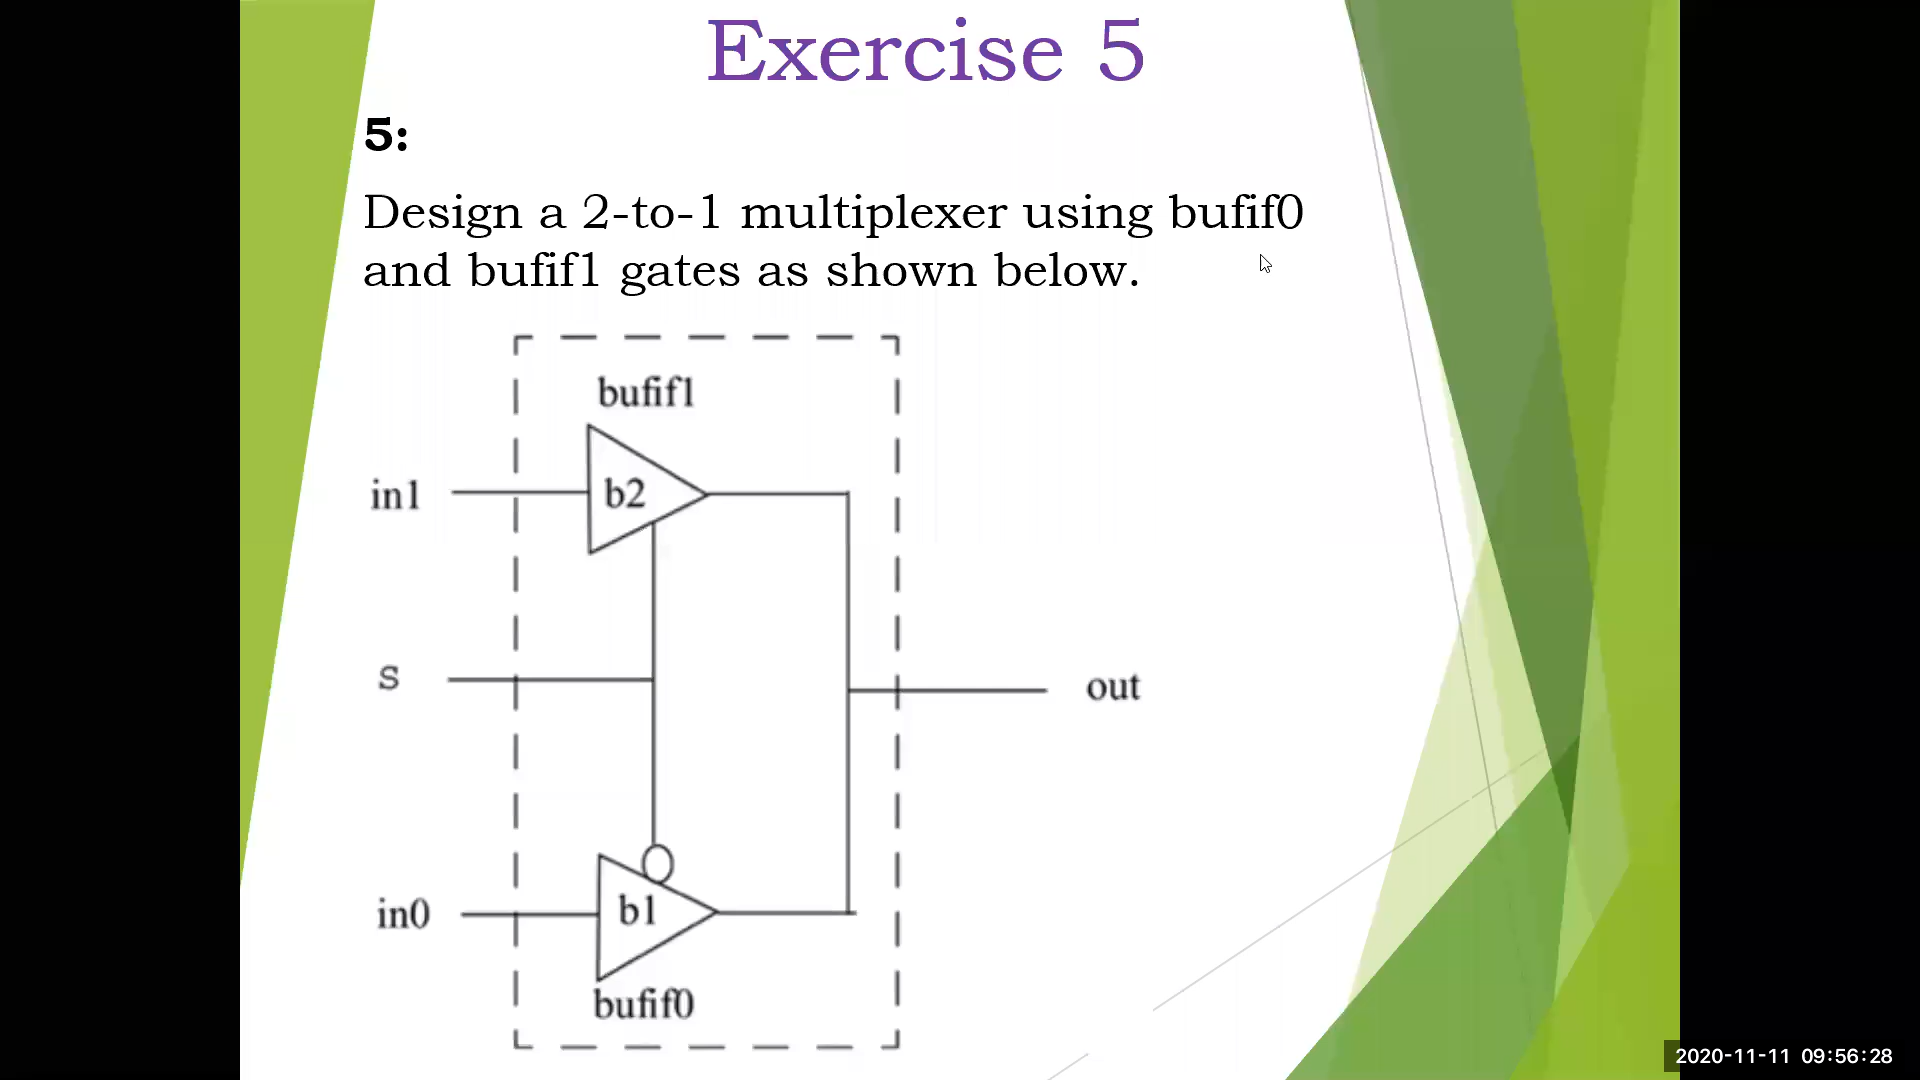 Exercise 5
5:
Design a 2-to-1 multiplexer using bufif0
and bufif1 gates as shown below.
bufif1
in1
b2
S
out
in0
b1
bufif0
2020-11-11 09:56:28